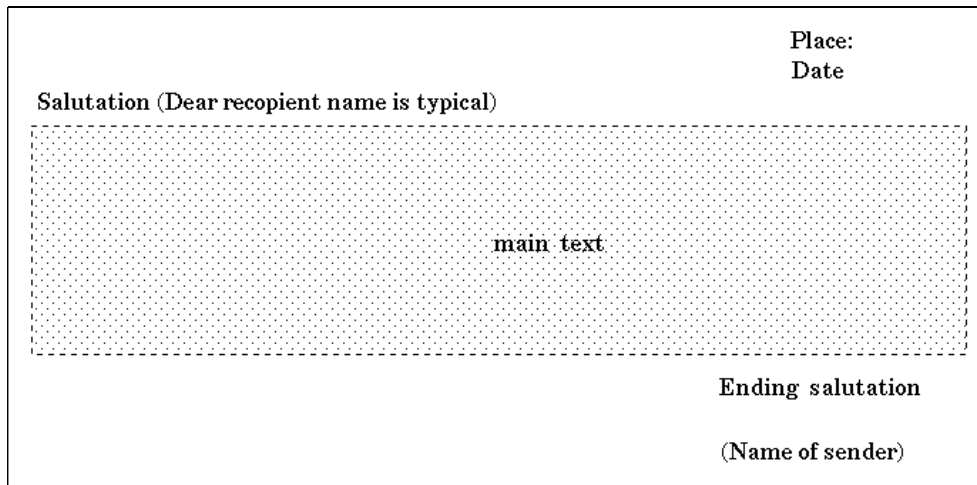 Place:
Date
Salutation (Dear recopient name is typical)
main text
Ending salutation
(Name of sender)